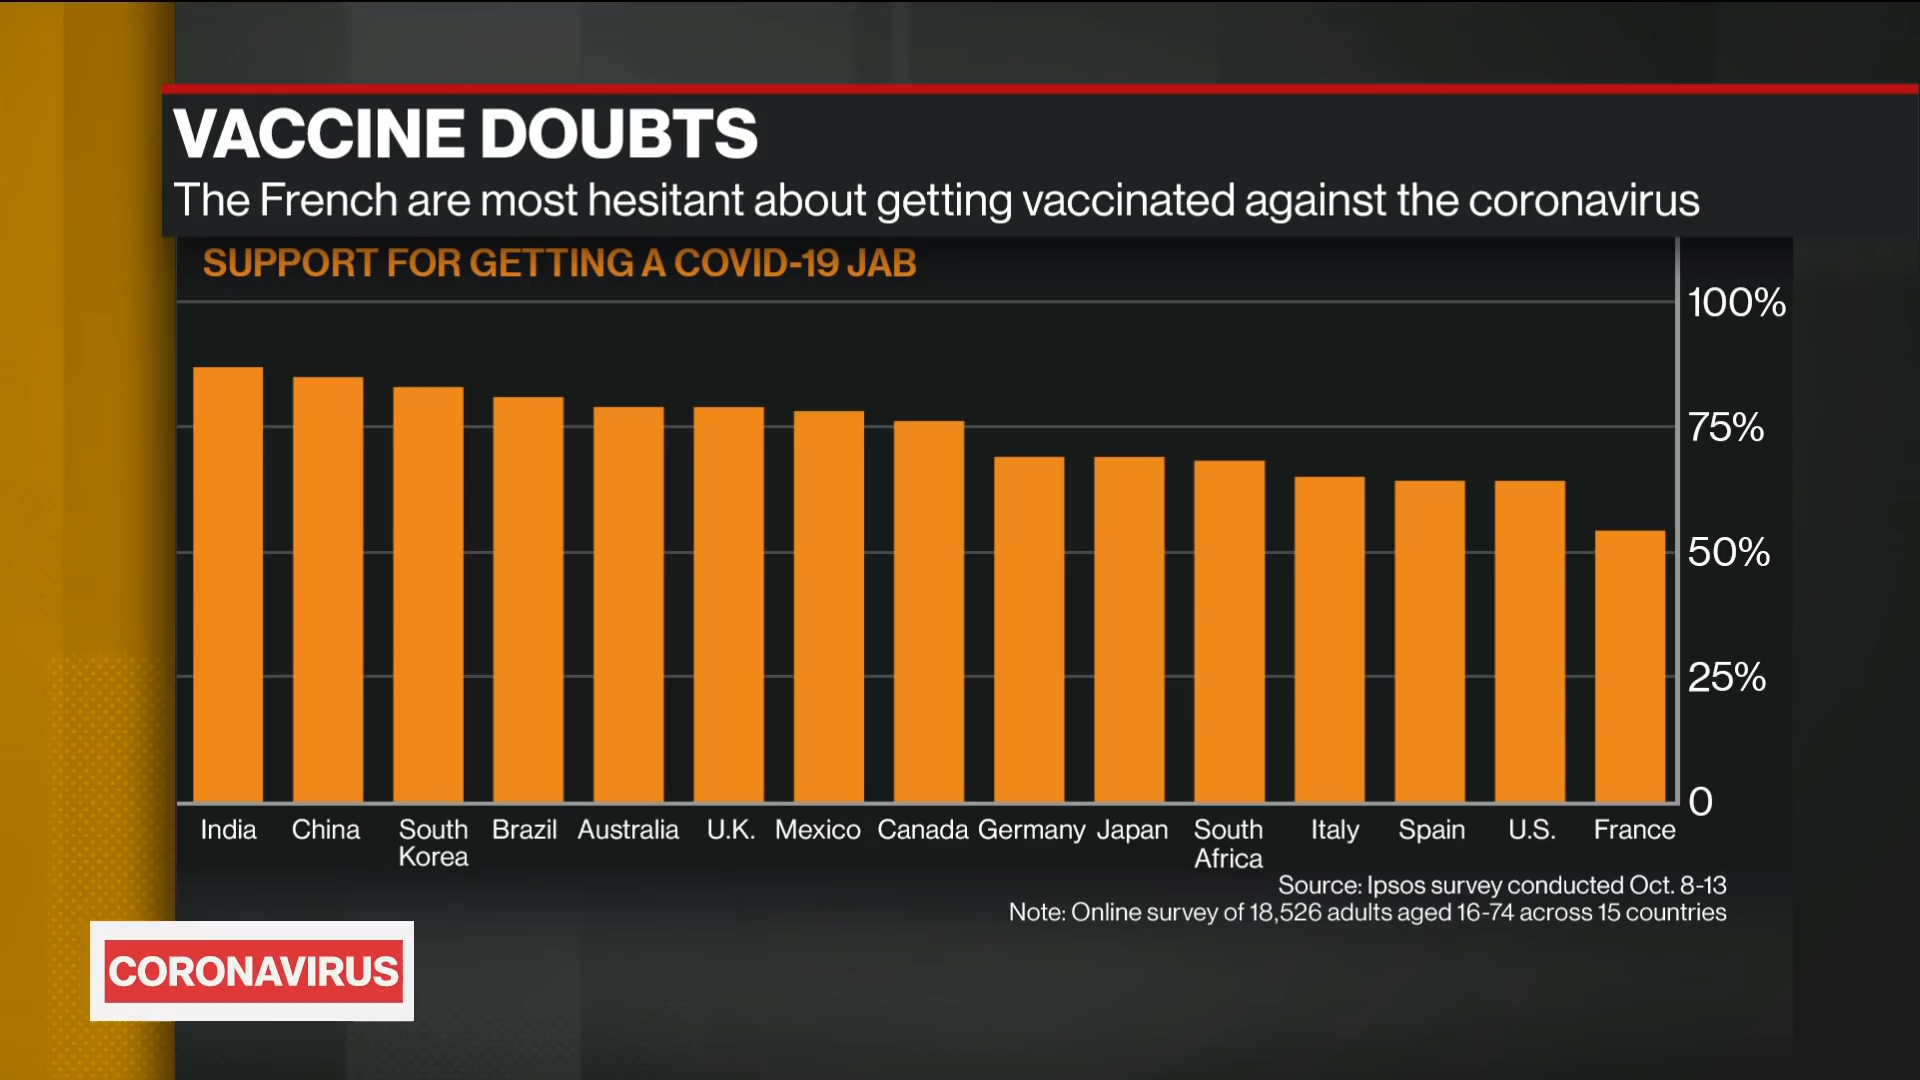 VACCINE DOUBTS
The French are most hesitant about getting vaccinated against the coronavirus
SUPPORT FOR GETTING A COVID-19 JAB
100%
75%
50%
25%
0
India China South Korea Brazil Australia U.K. Mexico Canada Germany Japan South Africa Italy Spain U.S. France
Source: Ipsos survey conducted Oct. 8-13
Note: Online survey of 18,526 adults aged 16-74 across 15 countries
CORONAVIRUS